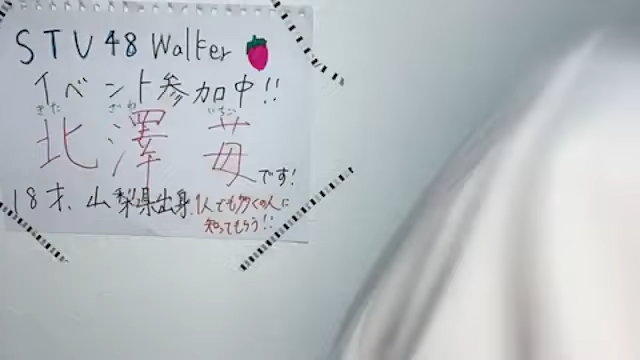 STU48 Walker
イベント参加中!!
きた ざわ いちご
北澤 苺です!
18才、山梨県出身、1人でも多くの人に
知ってもらう!!